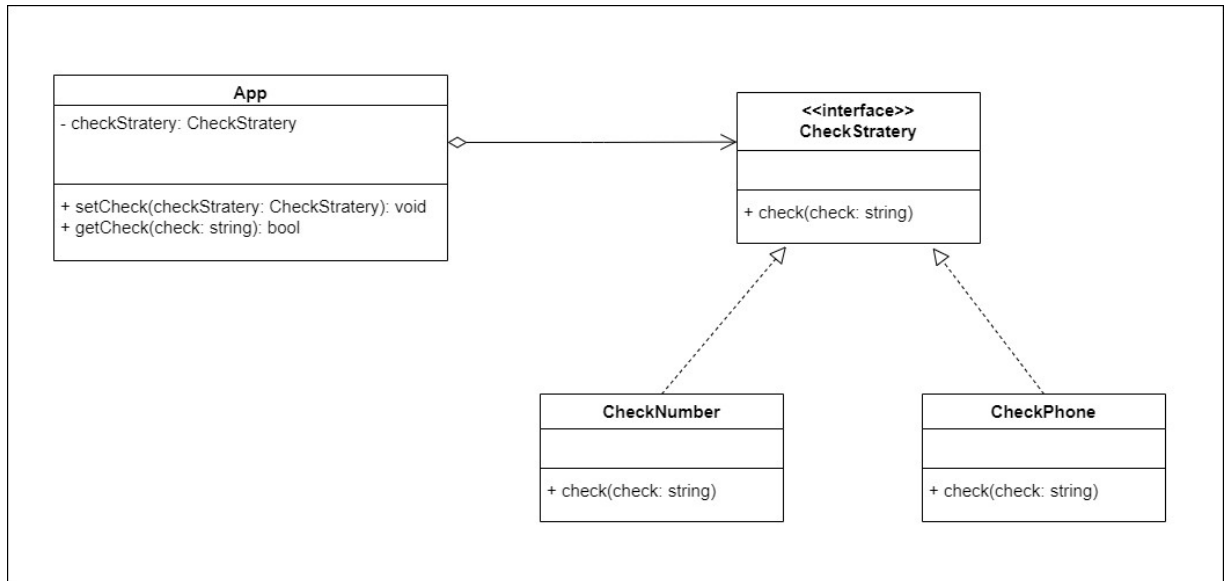 App
- checkStratery: CheckStratery
+ setCheck(checkStratery: CheckStratery): void
+ getCheck(check: string): bool
<<interface>>
CheckStratery
+ check(check: string)
CheckNumber
+ check(check: string)
CheckPhone
+ check(check: string)